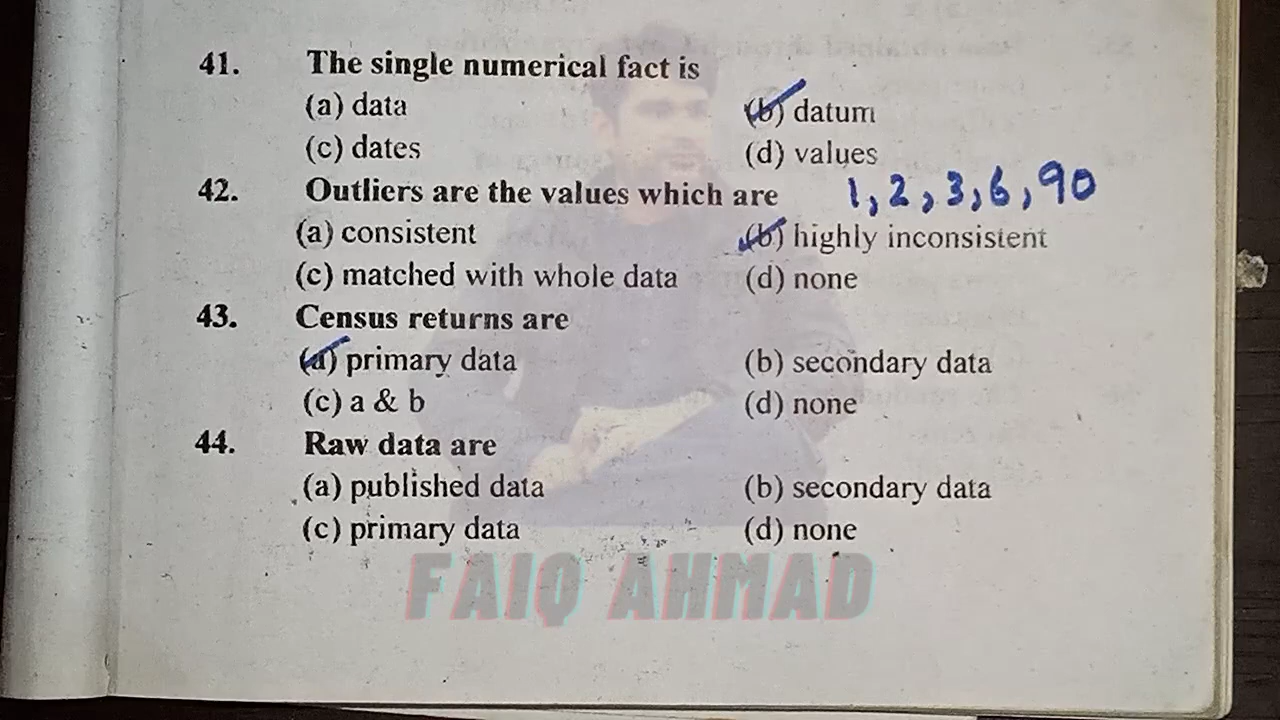 41. The single numerical fact is
(a) data (b) datum
(c) dates (d) values
42. Outliers are the values which are 1, 2, 3, 6, 90
(a) consistent (b) highly inconsistent
(c) matched with whole data (d) none
43. Census returns are
(a) primary data (b) secondary data
(c) a & b (d) none
44. Raw data are
(a) published data (b) secondary data
(c) primary data (d) none
FAIQ AHMAD